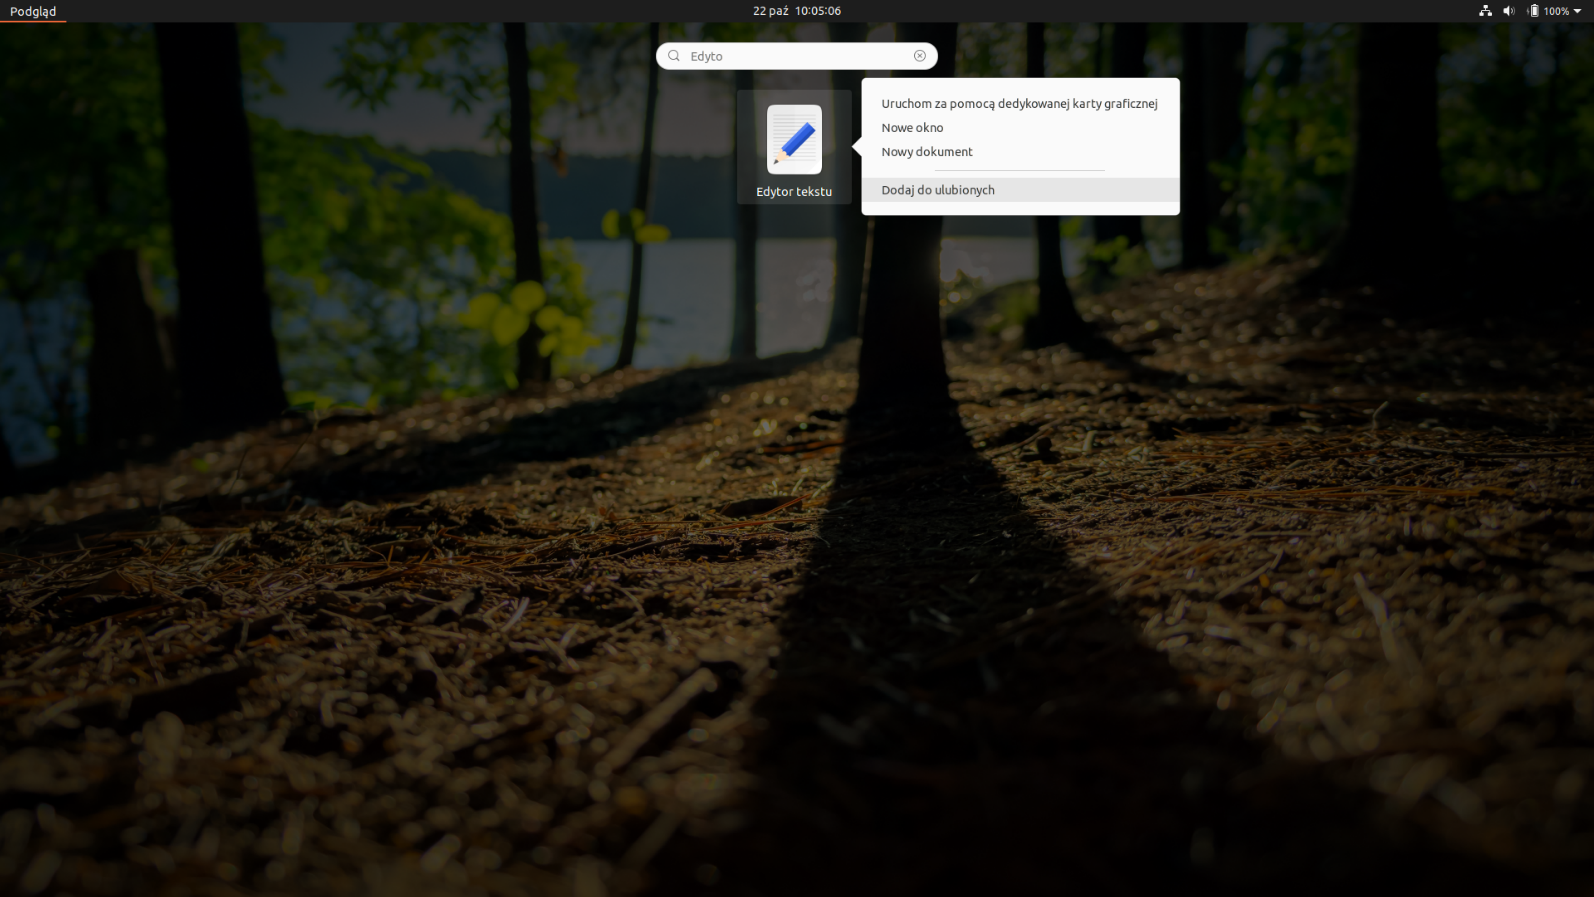 Podgląd
22 paź 10:05:06
100%
Edyto
Edytor tekstu
Uruchom za pomocą dedykowanej karty graficznej
Nowe okno
Nowy dokument
Dodaj do ulubionych